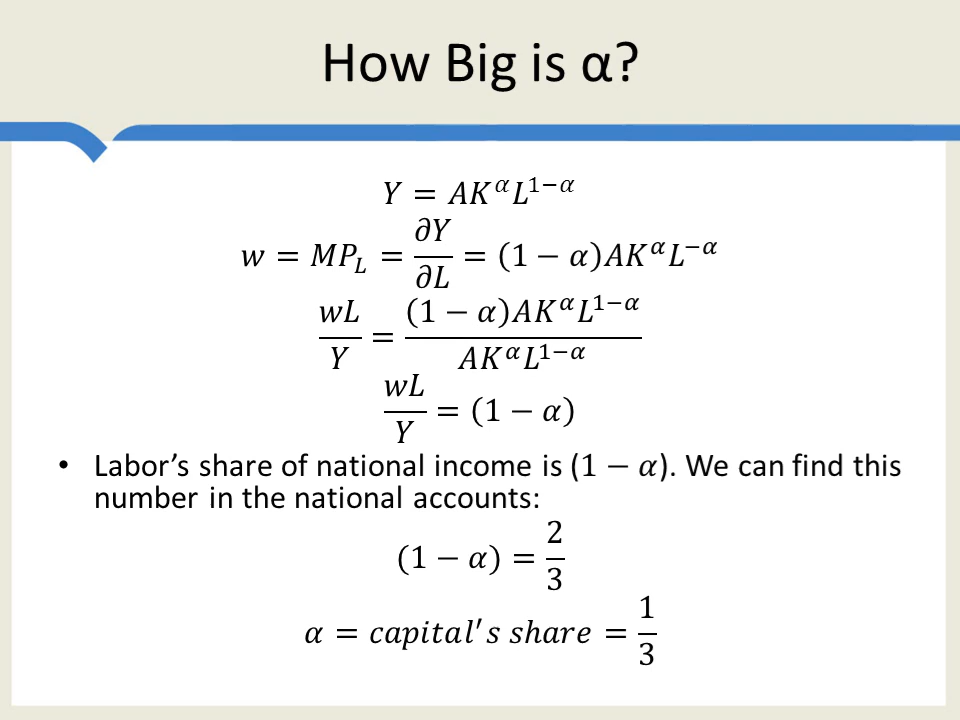 How Big is α?
𝑌 = 𝐴𝐾^𝛼 𝐿^{1−𝛼}
𝑤 = 𝑀𝑃_𝐿 = ∂𝑌/∂𝐿 = (1 − 𝛼)𝐴𝐾^𝛼 𝐿^{−𝛼}
𝑤𝐿/𝑌 = (1 − 𝛼)𝐴𝐾^𝛼 𝐿^{1−𝛼}/𝐴𝐾^𝛼 𝐿^{1−𝛼}
𝑤𝐿/𝑌 = (1 − 𝛼)
• Labor’s share of national income is (1 − 𝛼). We can find this
number in the national accounts:
(1 − 𝛼) = 2/3
𝛼 = 𝑐𝑎𝑝𝑖𝑡𝑎𝑙′𝑠 𝑠ℎ𝑎𝑟𝑒 = 1/3